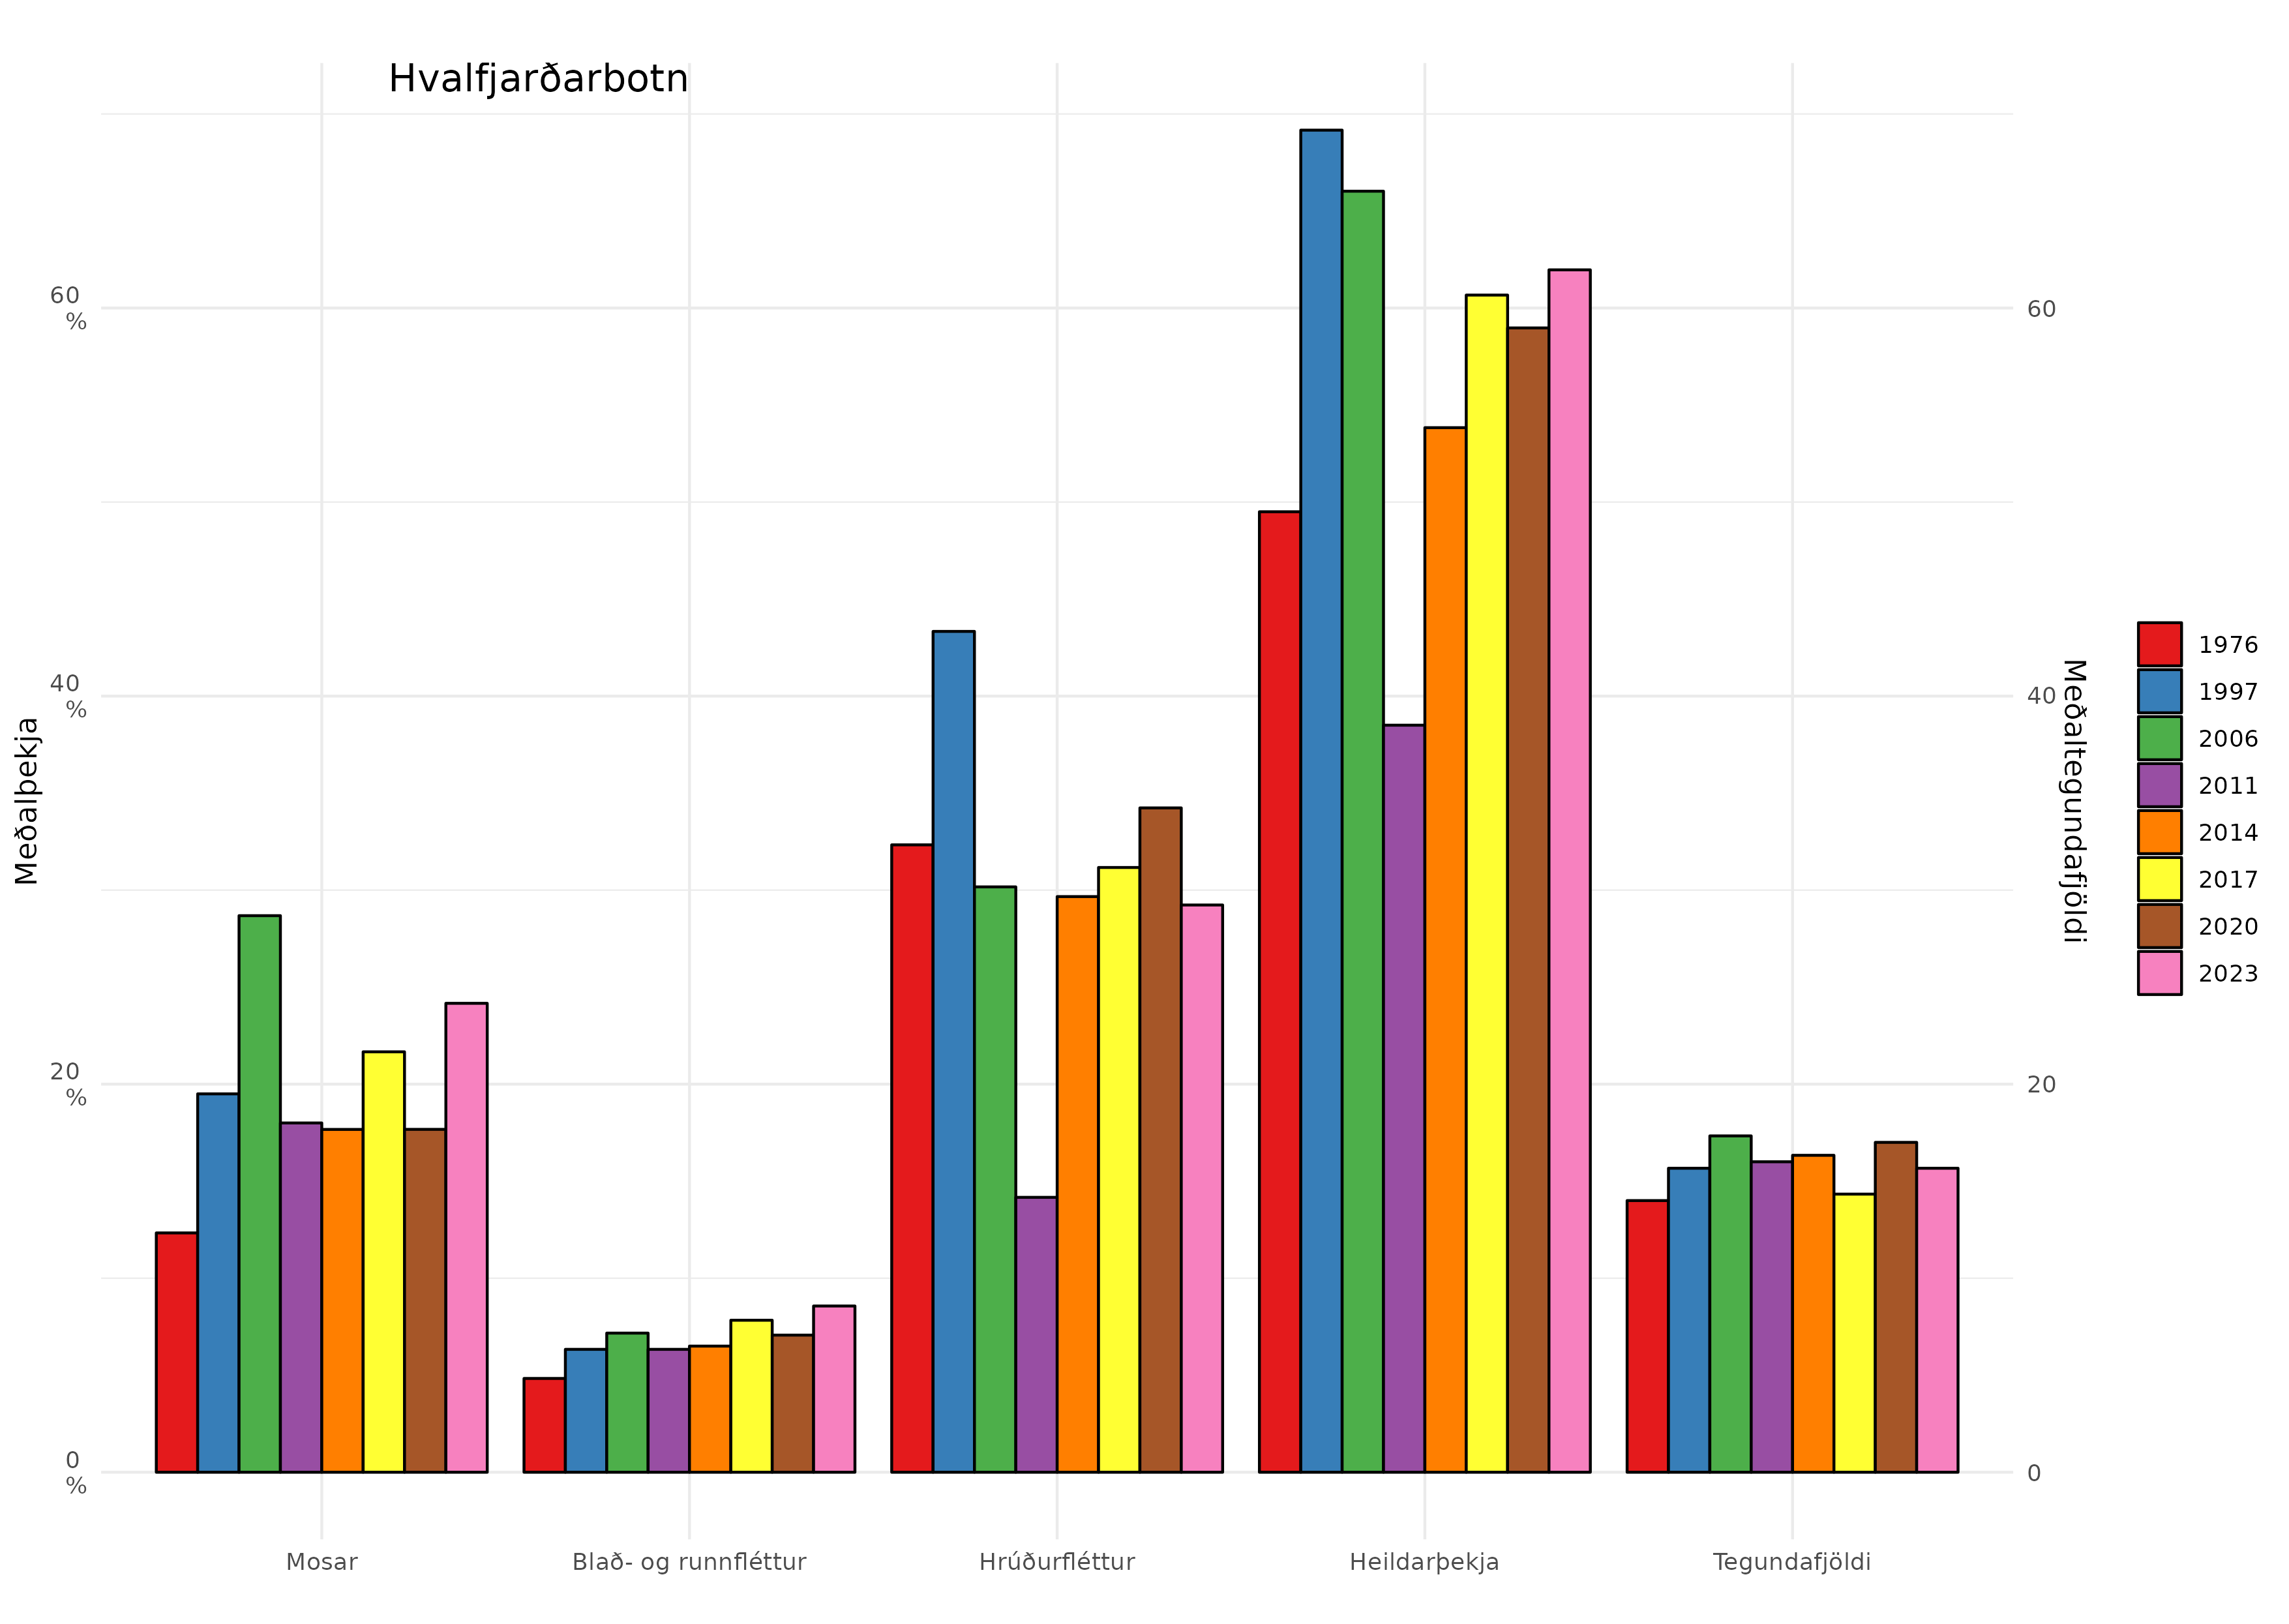 Hvalfjarðarbotn
Meðalþekja
60
%
40
%
20
%
0
%
60
40
20
0
Meðaltegundafjöldi
1976
1997
2006
2011
2014
2017
2020
2023
Mosar
Blað- og runnfléttur
Hrúðurfléttur
Heildarþekja
Tegundafjöldi